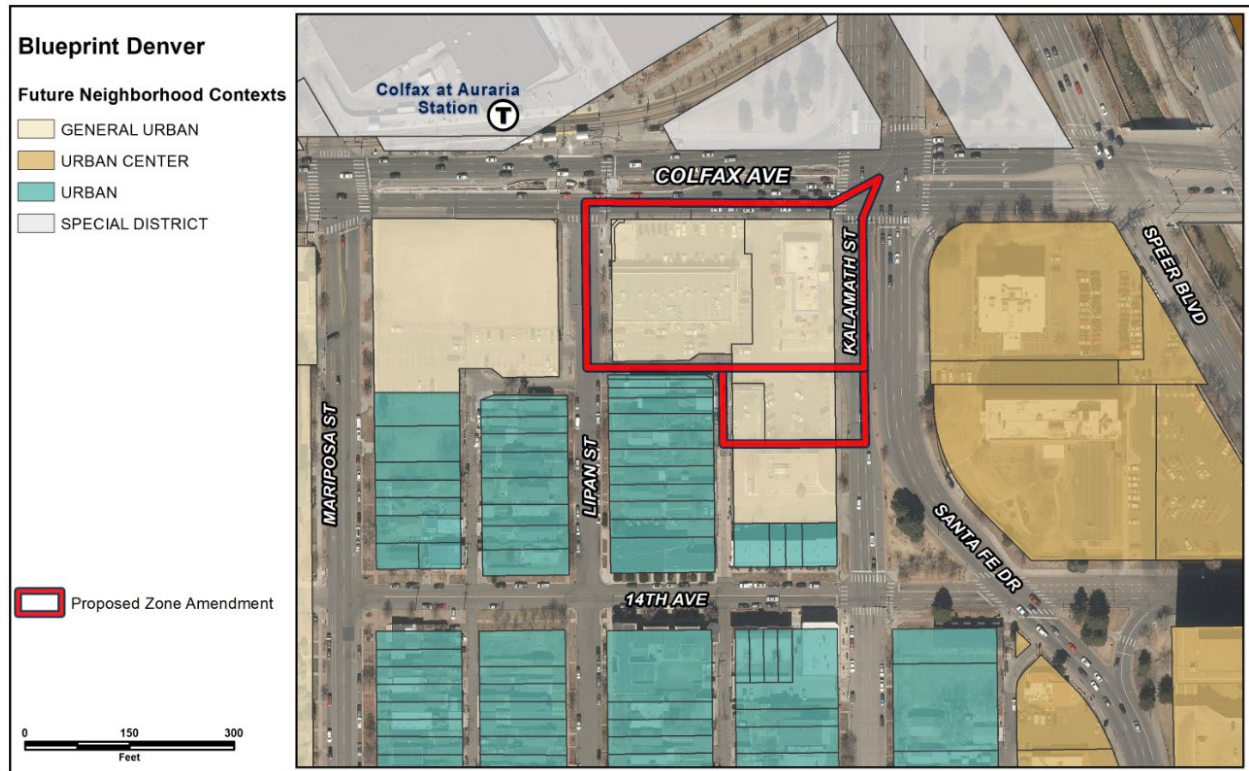 Blueprint Denver
Future Neighborhood Contexts
GENERAL URBAN
URBAN CENTER
URBAN
SPECIAL DISTRICT
Proposed Zone Amendment
0 150 300
Feet
Colfax at Auraria
Station T
COLFAX AVE
KALAMATH ST
SPEER BLVD
MARIPOSA ST
LIPAN ST
SANTA FE DR
14TH AVE